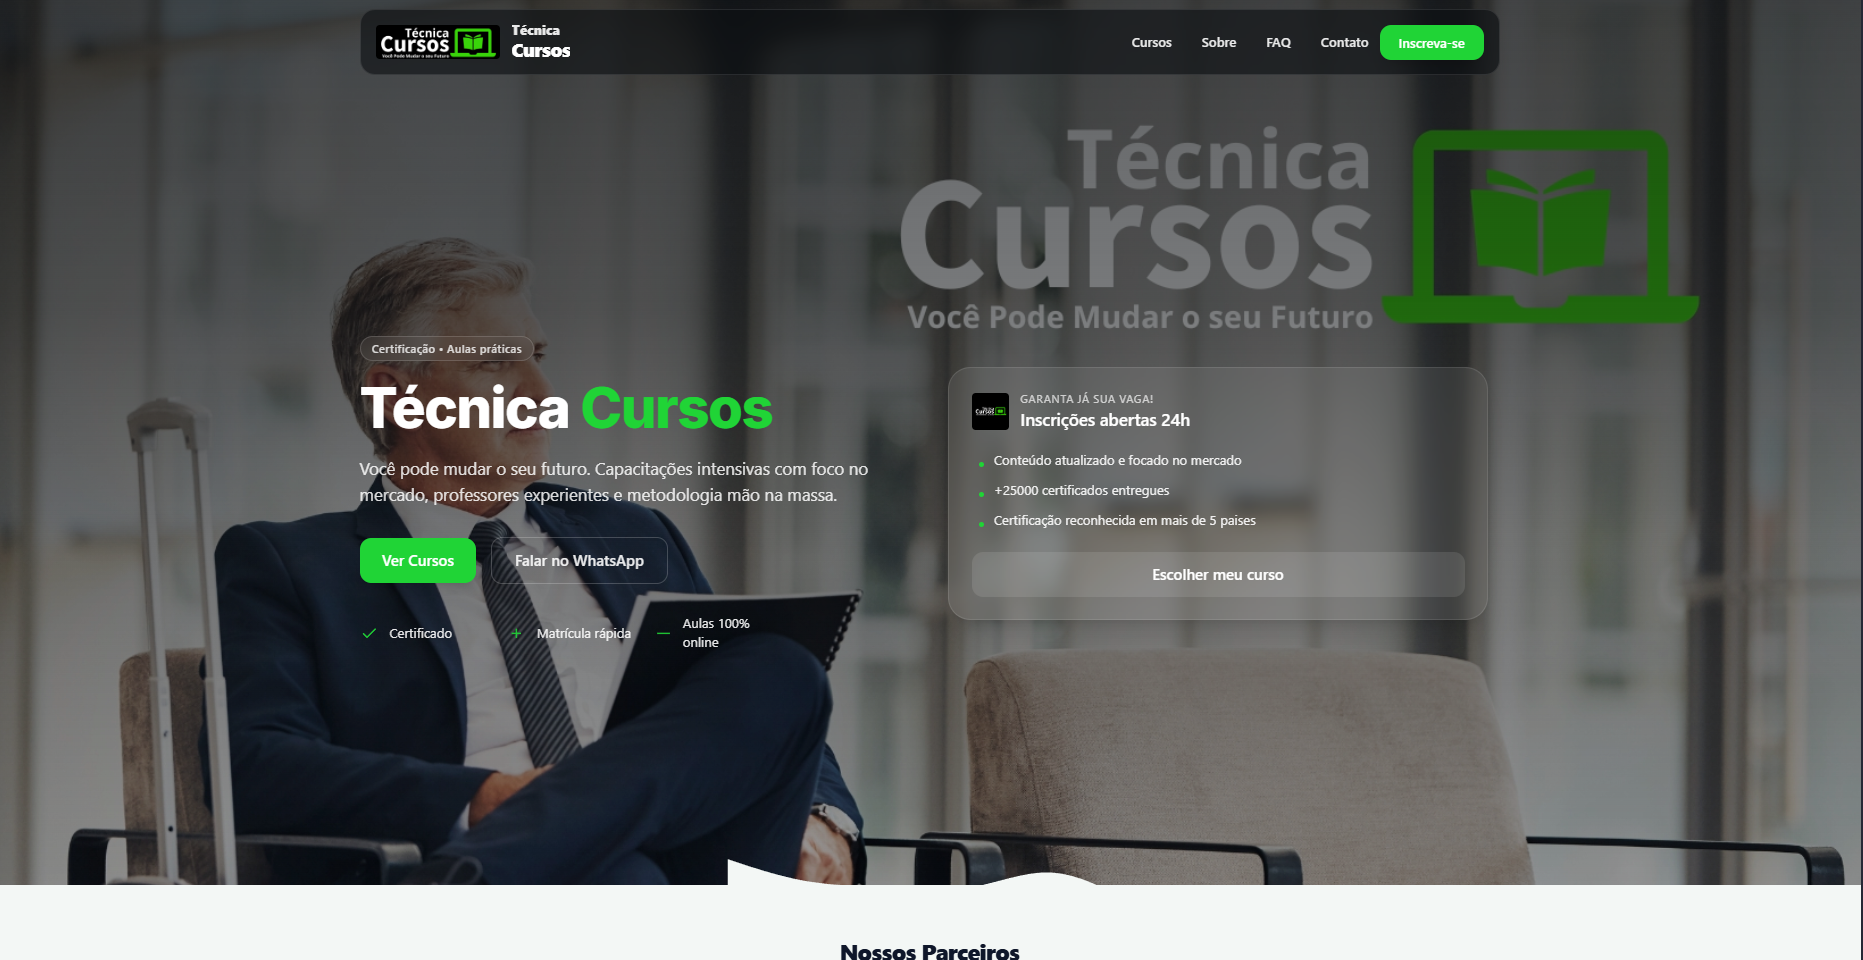 Técnica
Cursos
Você Pode Mudar o seu Futuro
Técnica
Cursos
Cursos
Sobre
FAQ
Contato
Inscreva-se
Técnica
Cursos
Você Pode Mudar o seu Futuro
Certificação • Aulas práticas
Técnica Cursos
Você pode mudar o seu futuro. Capacitações intensivas com foco no
mercado, professores experientes e metodologia mão na massa.
Ver Cursos
Falar no WhatsApp
Certificado
Matrícula rápida
Aulas 100%
online
Cursos
GARANTA JÁ SUA VAGA!
Inscrições abertas 24h
Conteúdo atualizado e focado no mercado
+25000 certificados entregues
Certificação reconhecida em mais de 5 paises
Escolher meu curso
Nossos Parceiros